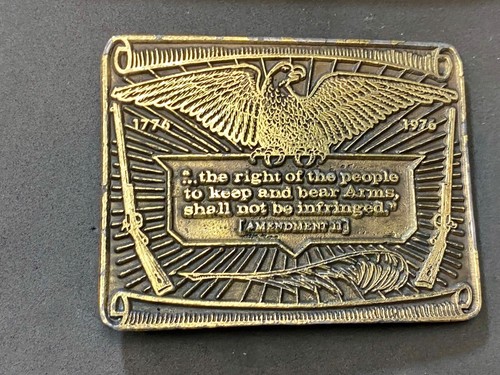 1776 1976
"... the right of the people
to keep and bear Arms,
shall not be infringed."
[AMENDMENT II]